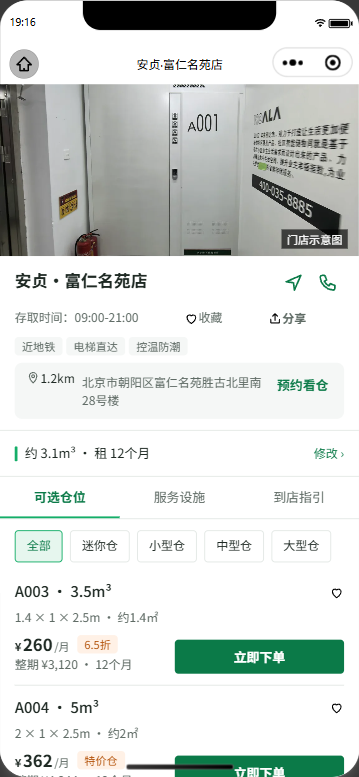 19:16
安贞·富仁名苑店
A001
400-035-8885
门店示意图
安贞·富仁名苑店
存取时间：09:00-21:00
收藏
分享
近地铁
电梯直达
控温防潮
1.2km
北京市朝阳区富仁名苑胜古北里南
28号楼
预约看仓
约 3.1m³ · 租 12个月
修改 ›
可选仓位
服务设施
到店指引
全部
迷你仓
小型仓
中型仓
大型仓
A003 · 3.5m³
1.4 × 1 × 2.5m · 约1.4㎡
¥260/月
6.5折
整期 ¥3,120 · 12个月
立即下单
A004 · 5m³
2 × 1 × 2.5m · 约2㎡
¥362/月
特价仓
立即下单